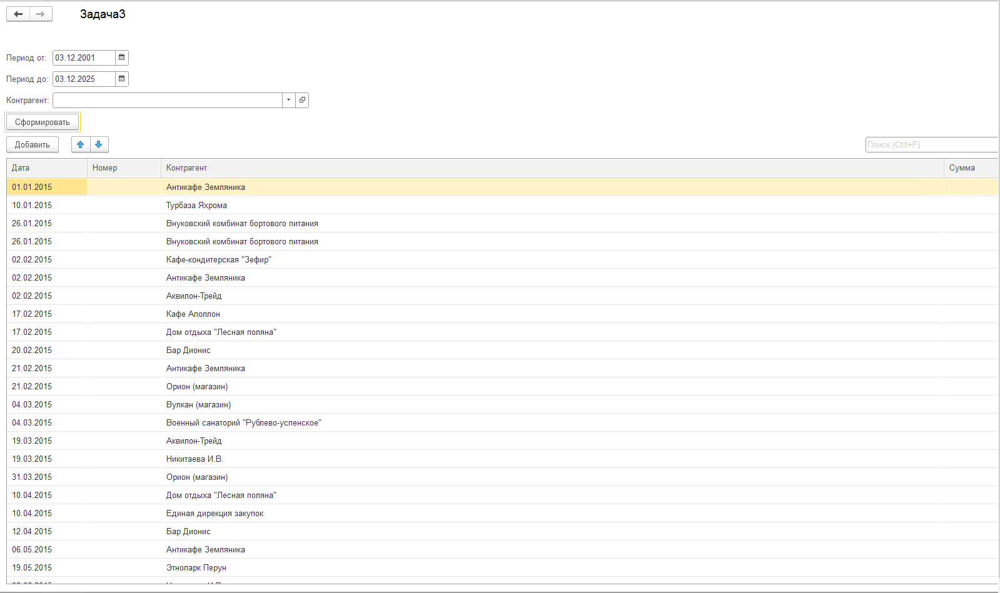 Задача3
Период от: 03.12.2001
Период до: 03.12.2025
Контрагент:
Сформировать
Добавить Поиск (Ctrl+F)
Дата Номер Контрагент Сумма
01.01.2015 Антикафе Земляника
10.01.2015 Турбаза Яхрома
26.01.2015 Внуковский комбинат бортового питания
26.01.2015 Внуковский комбинат бортового питания
02.02.2015 Кафе-кондитерская "Зефир"
02.02.2015 Антикафе Земляника
02.02.2015 Аквилон-Трейд
17.02.2015 Кафе Аполлон
17.02.2015 Дом отдыха "Лесная поляна"
20.02.2015 Бар Дионис
21.02.2015 Антикафе Земляника
21.02.2015 Орион (магазин)
04.03.2015 Вулкан (магазин)
04.03.2015 Военный санаторий "Рублево-успенское"
19.03.2015 Аквилон-Трейд
19.03.2015 Никитаева И.В.
31.03.2015 Орион (магазин)
10.04.2015 Дом отдыха "Лесная поляна"
10.04.2015 Единая дирекция закупок
12.04.2015 Бар Дионис
06.05.2015 Антикафе Земляника
19.05.2015 Этнопарк Перун